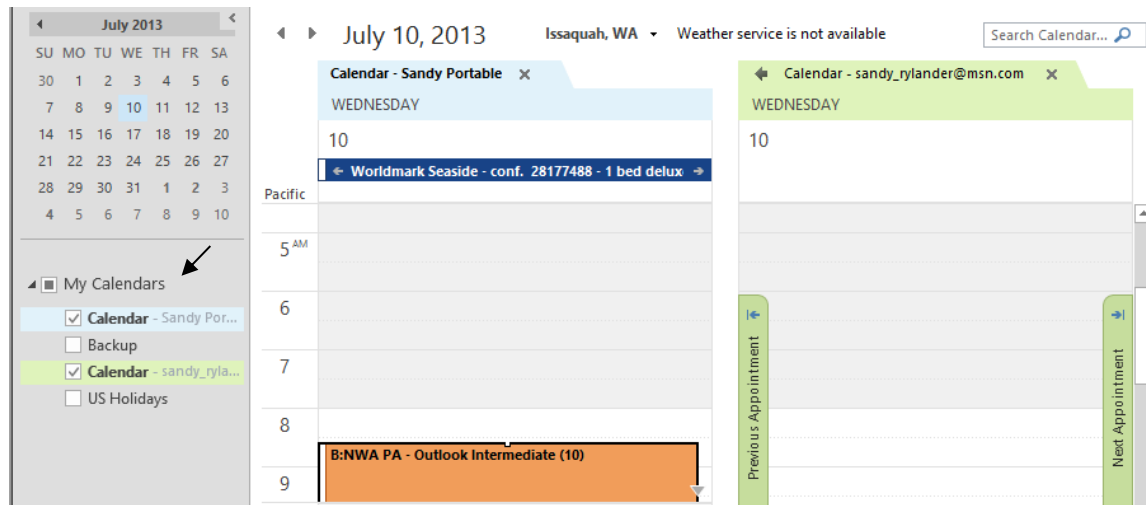 July 2013
SU MO TU WE TH FR SA
30 1 2 3 4 5 6
7 8 9 10 11 12 13
14 15 16 17 18 19 20
21 22 23 24 25 26 27
28 29 30 31 1 2 3
4 5 6 7 8 9 10
My Calendars
Calendar - Sandy Por...
Backup
Calendar - sandy_ryla...
US Holidays
July 10, 2013
Issaquah, WA
Weather service is not available
Search Calendar...
Calendar - Sandy Portable
WEDNESDAY
10
Worldmark Seaside - conf. 28177488 - 1 bed delux
Pacific
5 AM
6
7
8
9
B:NWA PA - Outlook Intermediate (10)
Calendar - sandy_rylander@msn.com
WEDNESDAY
10
Previous Appointment
Next Appointment